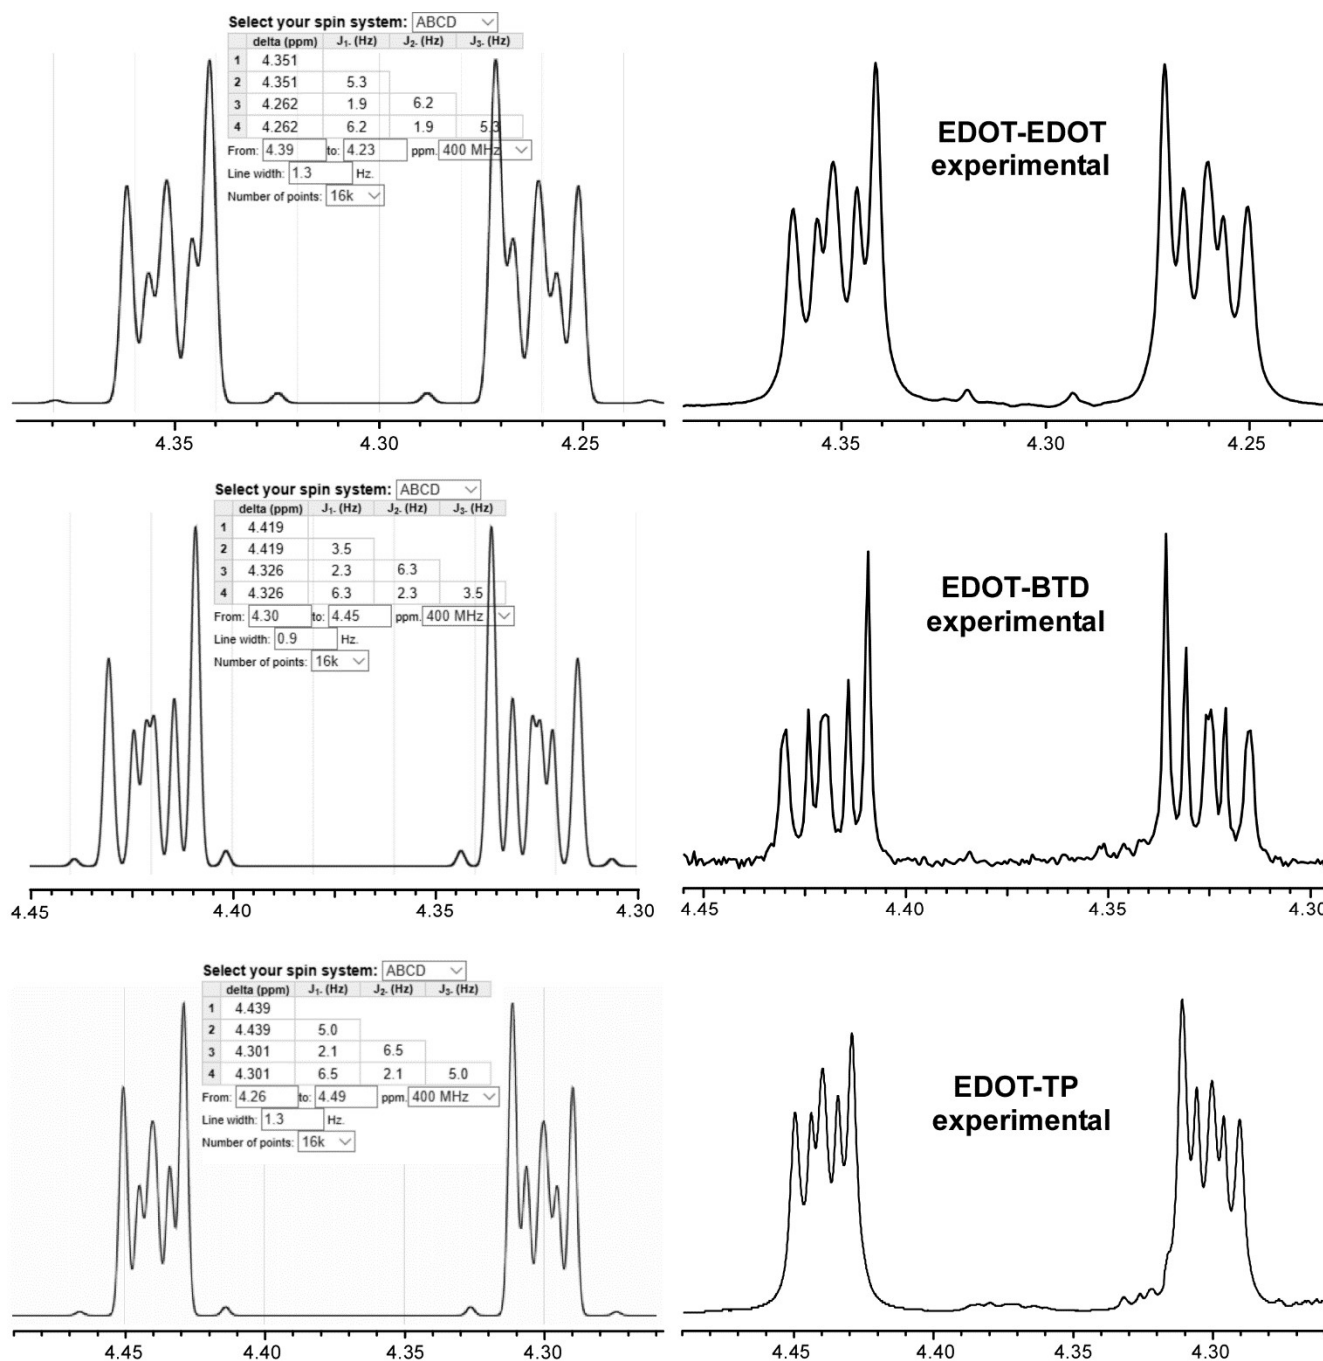 Select your spin system: ABCD
delta (ppm) J1- (Hz) J2- (Hz) J3- (Hz)
1 4.351
2 4.351 5.3
3 4.262 1.9 6.2
4 4.262 6.2 1.9 5.3
From: 4.39 to: 4.23 ppm. 400 MHz
Line width: 1.3 Hz.
Number of points: 16k
4.35 4.30 4.25
EDOT-EDOT
experimental
4.35 4.30 4.25
Select your spin system: ABCD
delta (ppm) J1- (Hz) J2- (Hz) J3- (Hz)
1 4.419
2 4.419 3.5
3 4.326 2.3 6.3
4 4.326 6.3 2.3 3.5
From: 4.30 to: 4.45 ppm. 400 MHz
Line width: 0.9 Hz.
Number of points: 16k
4.45 4.40 4.35 4.30
EDOT-BTD
experimental
4.45 4.40 4.35 4.30
Select your spin system: ABCD
delta (ppm) J1- (Hz) J2- (Hz) J3- (Hz)
1 4.439
2 4.439 5.0
3 4.301 2.1 6.5
4 4.301 6.5 2.1 5.0
From: 4.26 to: 4.49 ppm. 400 MHz
Line width: 1.3 Hz.
Number of points: 16k
4.45 4.40 4.35 4.30
EDOT-TP
experimental
4.45 4.40 4.35 4.30